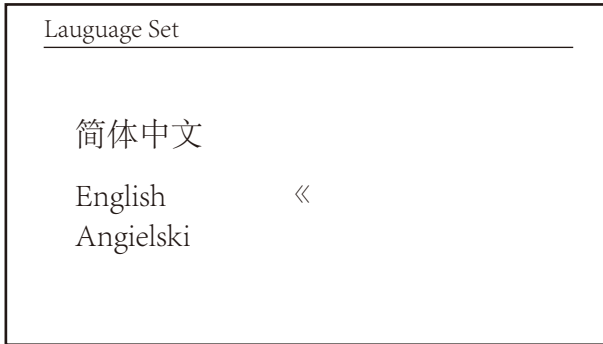 Lauguage Set
简体中文
English 《
Angielski